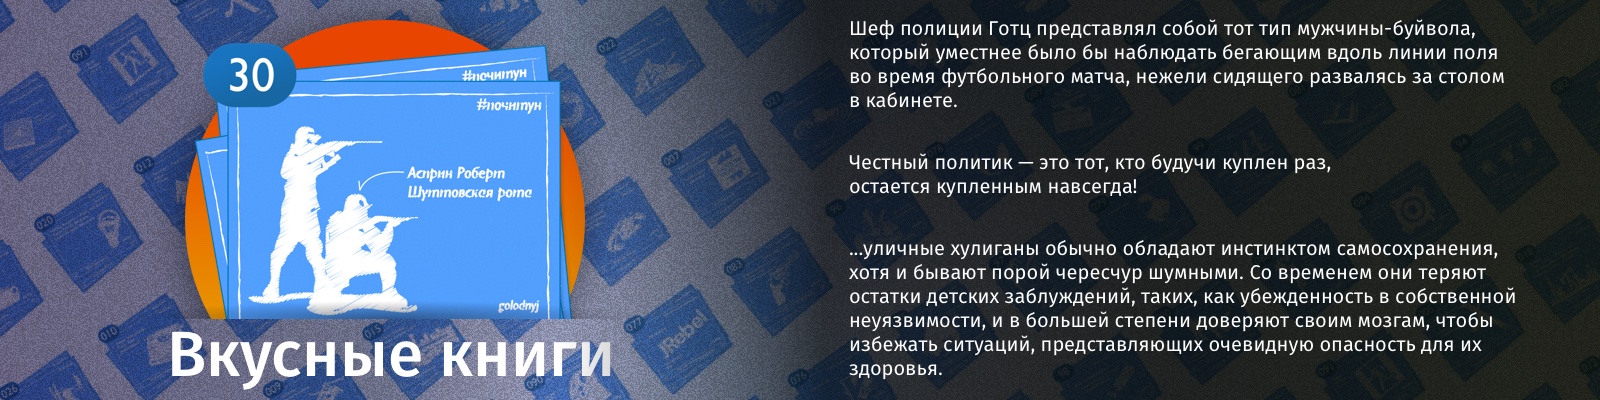 30
#почитун
#почитун
Асприн Роберт
Шуттовская рота
golodnyj
Вкусные книги
Шеф полиции Готц представлял собой тот тип мужчины-буйвола,
который уместнее было бы наблюдать бегающим вдоль линии поля
во время футбольного матча, нежели сидящего развалясь за столом
в кабинете.
Честный политик — это тот, кто будучи куплен раз,
остается купленным навсегда!
...уличные хулиганы обычно обладают инстинктом самосохранения,
хотя и бывают порой чересчур шумными. Со временем они теряют
остатки детских заблуждений, таких, как убежденность в собственной
неуязвимости, и в большей степени доверяют своим мозгам, чтобы
избежать ситуаций, представляющих очевидную опасность для их
здоровья.